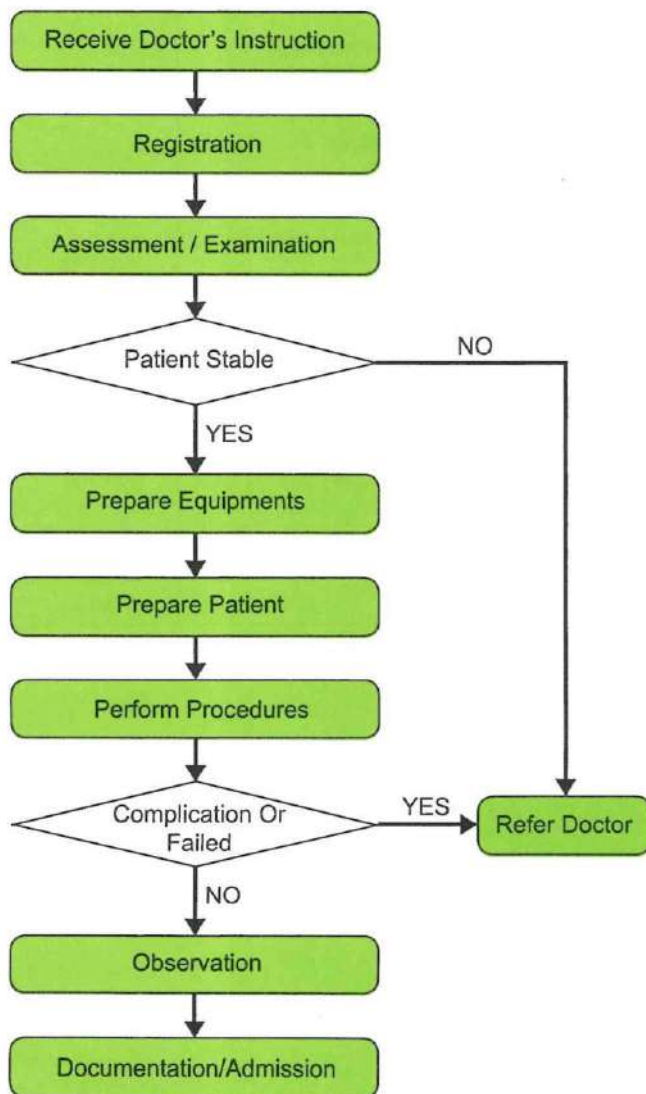 Receive Doctor's Instruction
Registration
Assessment / Examination
Patient Stable
NO
YES
Prepare Equipments
Prepare Patient
Perform Procedures
Complication Or
Failed
YES
Refer Doctor
NO
Observation
Documentation/Admission